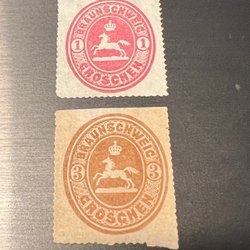 BRAUNSCHWEIG
1 1
GROSCHEN
BRAUNSCHWEIG
3 3
GROSCHEN